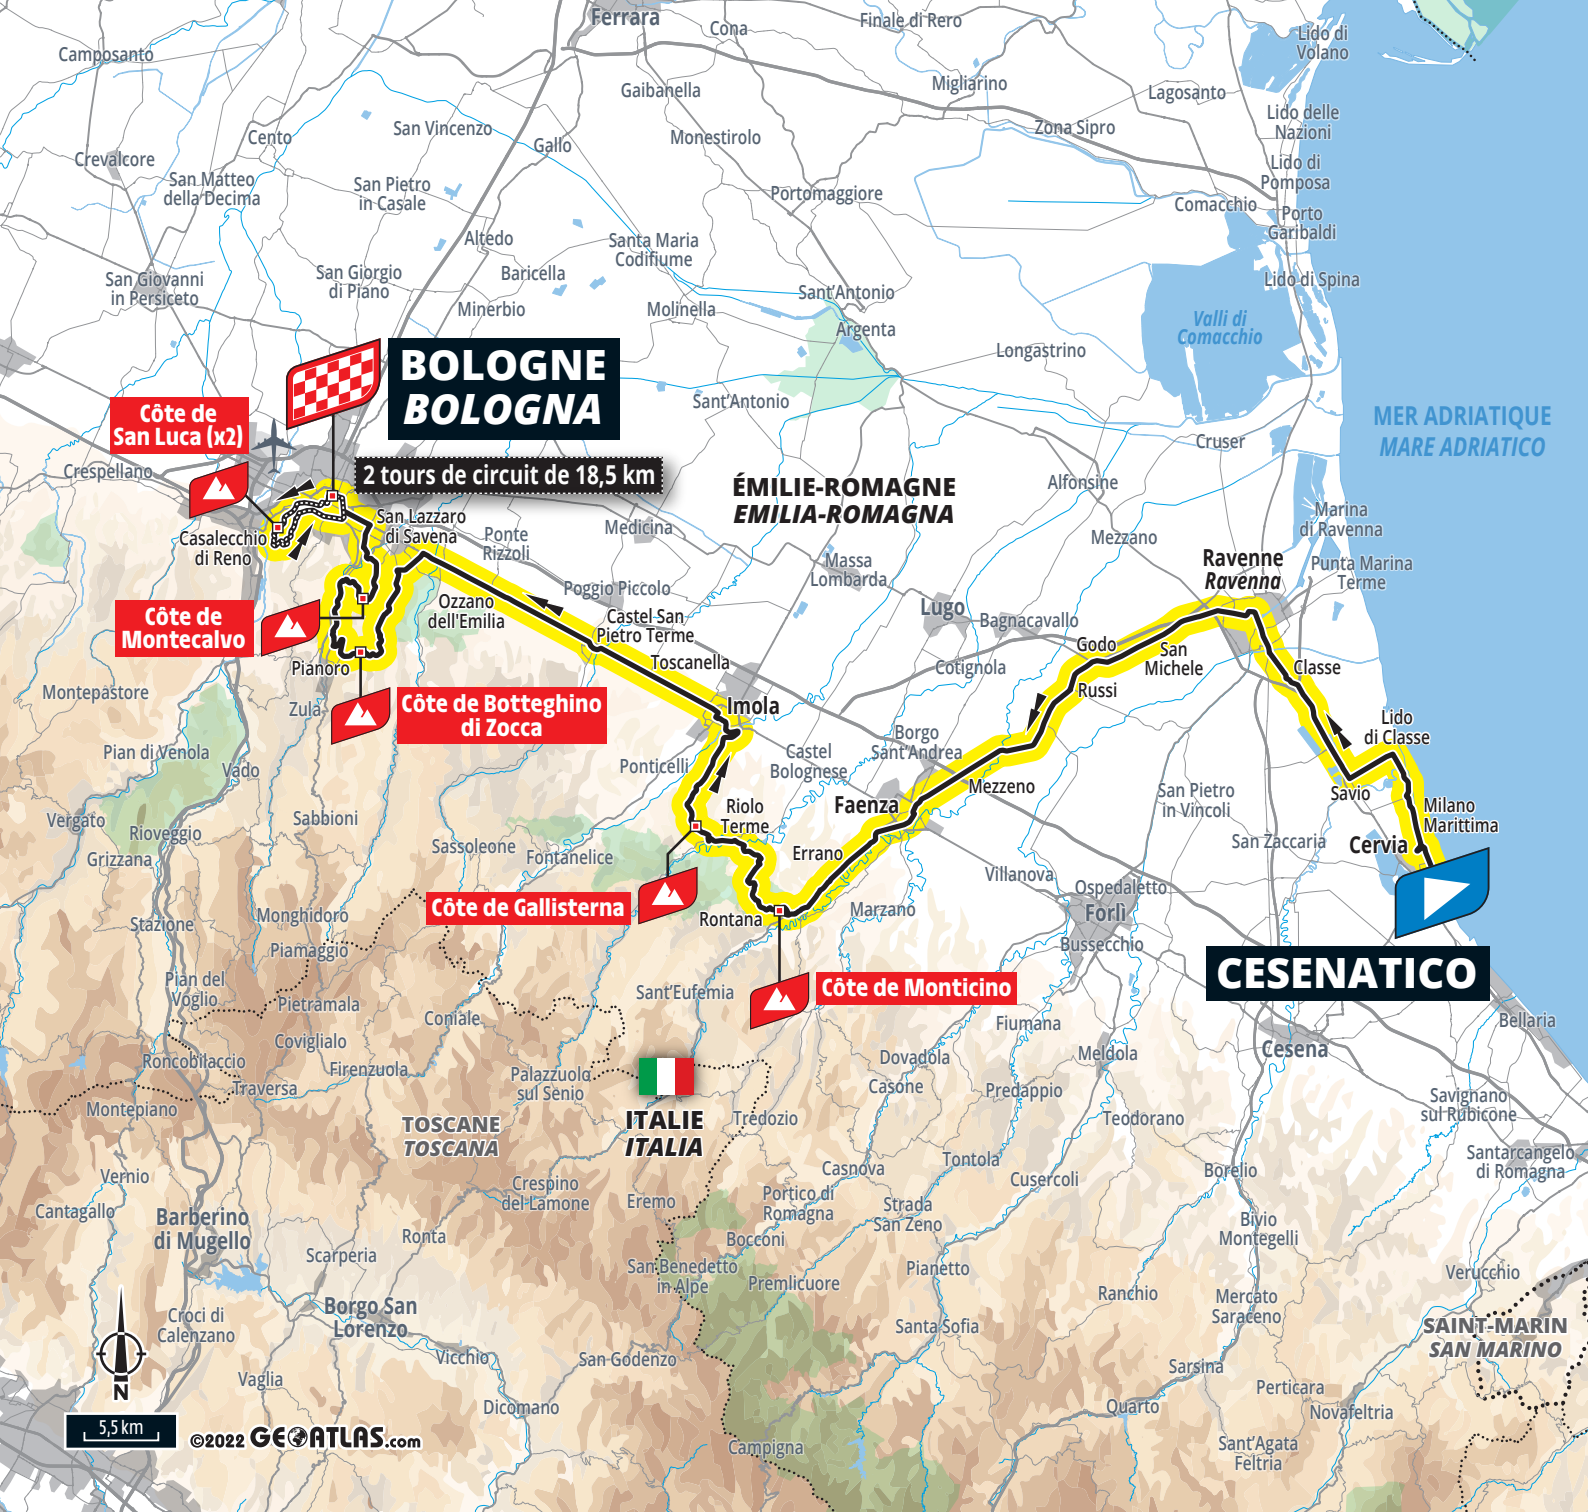 Ferrara
Cona
Finale di Rero
Lido di
Volano
Camposanto
Gaibanella
Migliarino
Lagosanto
Lido delle
Nazioni
Cento
San Vincenzo
Gallo
Monestirolo
Zona Sipro
Crevalcore
San Matteo
della Decima
San Pietro
in Casale
Portomaggiore
Lido di
Pomposa
Comacchio
Porto
Garibaldi
Altedo
Santa Maria
Codifiume
San Giovanni
in Persiceto
San Giorgio
di Piano
Baricella
Minerbio
Molinella
Sant'Antonio
Argenta
Lido di Spina
Valli di
Comacchio
Longastrino
BOLOGNE
BOLOGNA
Sant'Antonio
Côte de
San Luca (x2)
MER ADRIATIQUE
MARE ADRIATICO
Cruser
Crespellano
2 tours de circuit de 18,5 km
ÉMILIE-ROMAGNE
EMILIA-ROMAGNA
Alfonsine
San Lazzaro
di Savena
Ponte
Rizzoli
Medicina
Marina
di Ravenna
Casalecchio
di Reno
Mezzano
Ravenne
Ravenna
Punta Marina
Terme
Massa
Lombarda
Poggio Piccolo
Ozzano
dell'Emilia
Castel San
Pietro Terme
Lugo
Bagnacavallo
Côte de
Montecalvo
Pianoro
Toscanella
Cotignola
Godo
San
Michele
Classe
Russi
Montepastore
Zula
Côte de Botteghino
di Zocca
Imola
Lido
di Classe
Pian di Venola
Vado
Ponticelli
Castel
Bolognese
Borgo
Sant'Andrea
Mezzeno
San Pietro
in Vincoli
Savio
Milano
Marittima
Vergato
Rioveggio
Sabbioni
Riolo
Terme
Faenza
Grizzana
Sassoleone
Fontanelice
Errano
San Zaccaria
Cervia
Villanova
Ospedaletto
Forlì
Côte de Gallisterna
Rontana
Marzano
Stazione
Monghidoro
Piamaggio
Bussecchio
CESENATICO
Pian del
Voglio
Pietramala
Sant'Eufemia
Côte de Monticino
Coniale
Fiumana
Bellaria
Coviglialo
Roncobilaccio
Firenzuola
Traversa
Palazzuolo
sul Senio
Dovadola
Casone
Meldola
Cesena
Predappio
Montepiano
ITALIE
ITALIA
Tredozio
Teodorano
Savignano
sul Rubicone
TOSCANE
TOSCANA
Santarcangelo
di Romagna
Vernio
Crespino
del Lamone
Eremo
Casnova
Tontola
Cusercoli
Borelio
Cantagallo
Barberino
di Mugello
Portico di
Romagna
Strada
San Zeno
Bivio
Montegelli
Ronta
Scarperia
Bocconi
San Benedetto
in Alpe
Premlicuore
Pianetto
Verucchio
Ranchio
Mercato
Saraceno
Croci di
Calenzano
Borgo San
Lorenzo
Santa Sofia
SAINT-MARIN
SAN MARINO
Vicchio
San Godenzo
Sarsina
Vaglia
Perticara
N
Dicomano
Quarto
Novafeltria
5,5 km
©2022 GEOATLAS.com
Campigna
Sant'Agata
Feltria